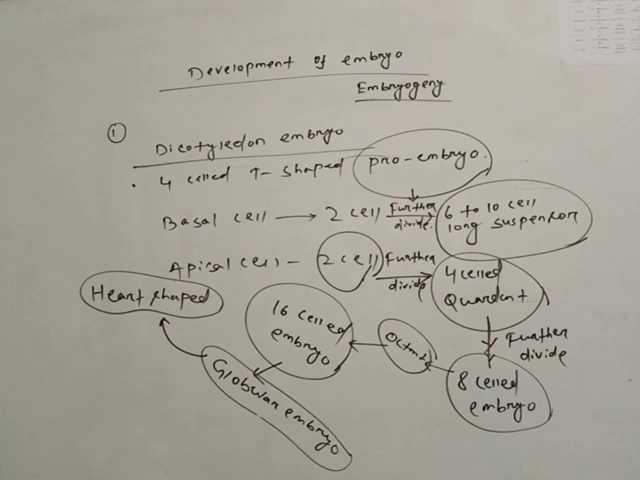 Development of embryo
Embryogeny
① Dicotyledon embryo
. 4 celled T-shaped pro-embryo.
Basal cell → 2 cell Further divide. → 6 to 10 cell long suspensor
Apical cell - 2 cell Further divide → 4 celled Quardant
Further divide
8 celled embryo
16 celled embryo
Globular embryo
Heart shaped